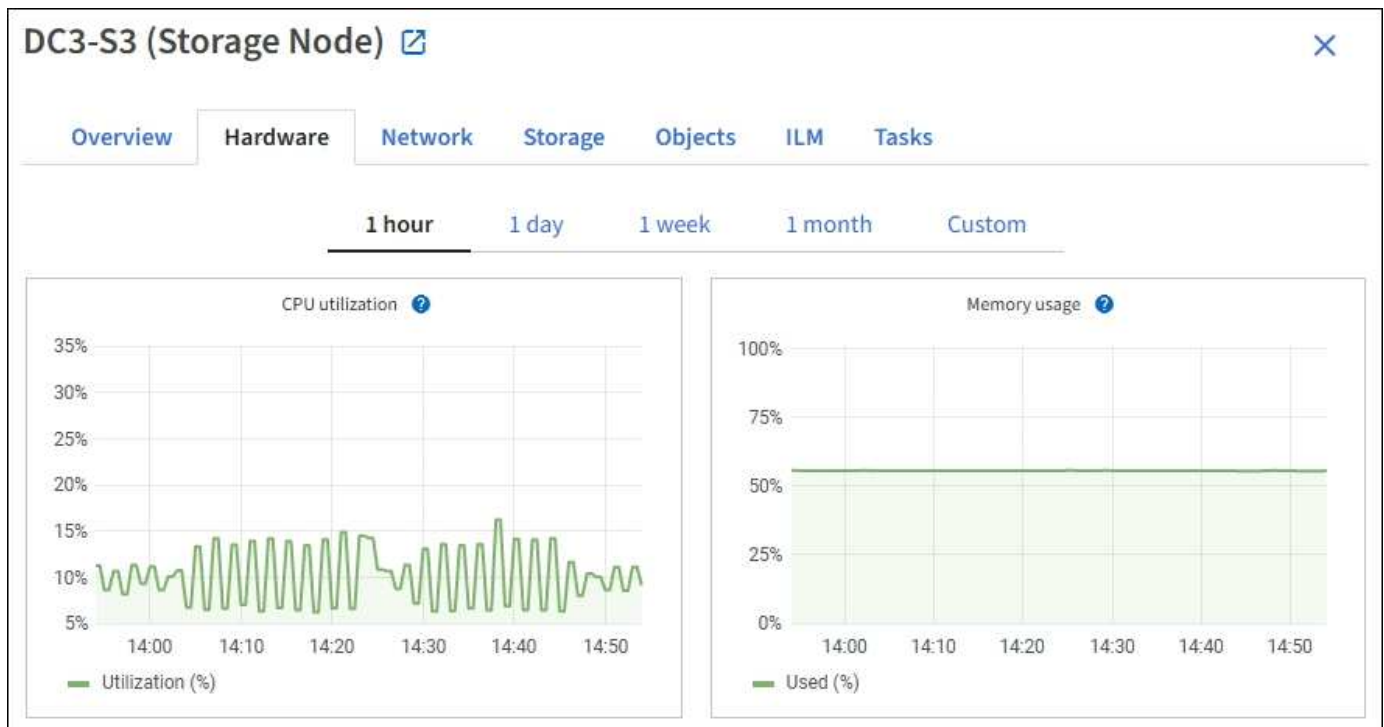 DC3-S3 (Storage Node)
Overview Hardware Network Storage Objects ILM Tasks
1 hour 1 day 1 week 1 month Custom
CPU utilization
35%
30%
25%
20%
15%
10%
5%
14:00 14:10 14:20 14:30 14:40 14:50
Utilization (%)
Memory usage
100%
75%
50%
25%
0%
14:00 14:10 14:20 14:30 14:40 14:50
Used (%)